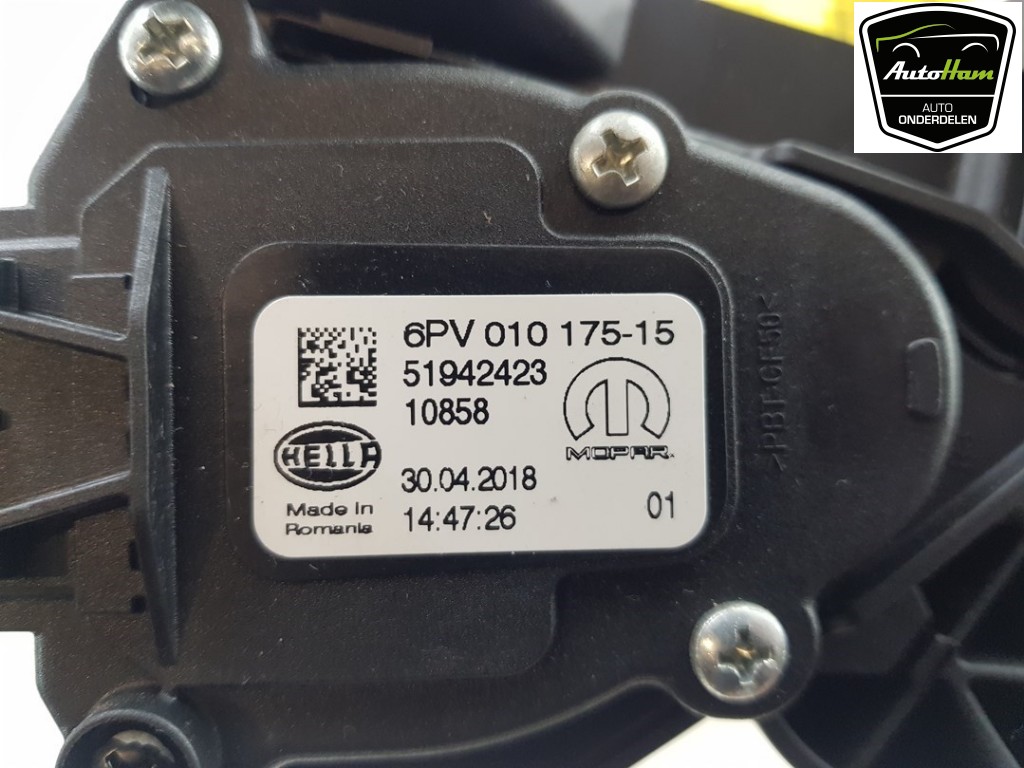 AutoHam
AUTO
ONDERDELEN
6PV 010 175-15
51942423
10858
HELLA
MOPAR
30.04.2018
Made in
Romania
14:47:26
01
>PBT-GF50<